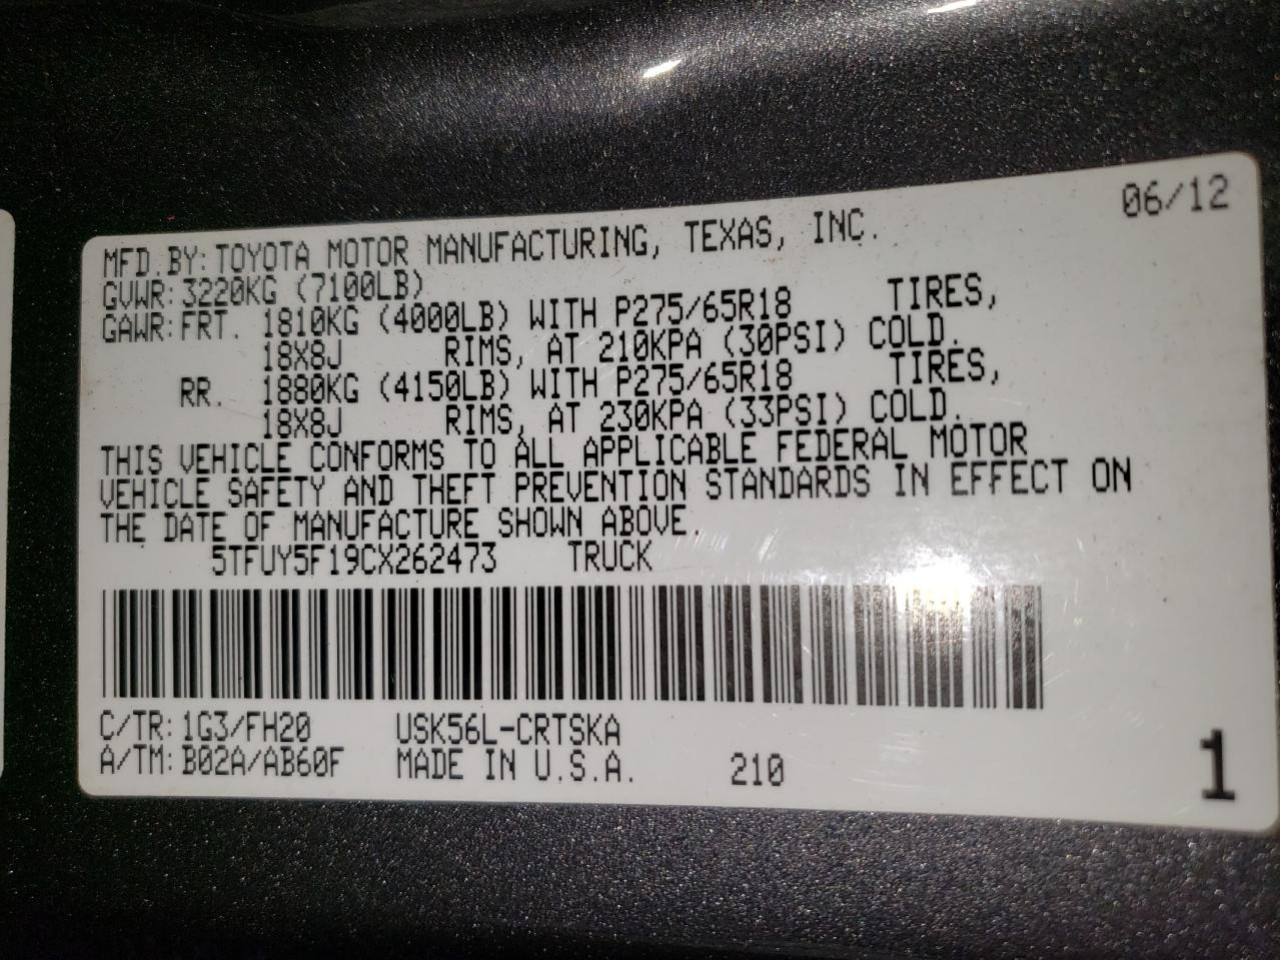 06/12
MFD.BY:TOYOTA MOTOR MANUFACTURING, TEXAS, INC.
GVWR:3220KG (7100LB)
GAWR:FRT. 1810KG (4000LB) WITH P275/65R18 TIRES,
18X8J RIMS, AT 210KPA (30PSI) COLD.
RR. 1880KG (4150LB) WITH P275/65R18 TIRES,
18X8J RIMS, AT 230KPA (33PSI) COLD.
THIS VEHICLE CONFORMS TO ALL APPLICABLE FEDERAL MOTOR
VEHICLE SAFETY AND THEFT PREVENTION STANDARDS IN EFFECT ON
THE DATE OF MANUFACTURE SHOWN ABOVE.
5TFUY5F19CX262473 TRUCK
C/TR:1G3/FH20 USK56L-CRTSKA
A/TM:B02A/AB60F MADE IN U.S.A. 210
1